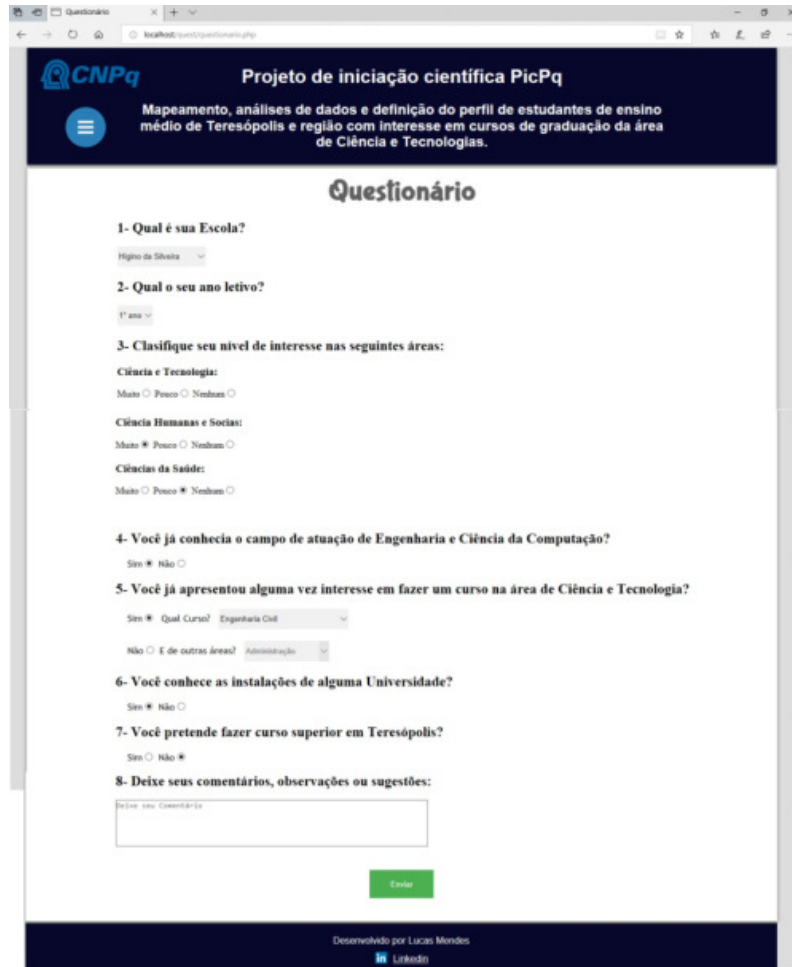 Questionário
localhost/quest/questionario.php
CNPq
Projeto de iniciação científica PicPq
Mapeamento, análises de dados e definição do perfil de estudantes de ensino
médio de Teresópolis e região com interesse em cursos de graduação da área
de Ciência e Tecnologias.
Questionário
1- Qual é sua Escola?
Higino da Silveira
2- Qual o seu ano letivo?
1° ano
3- Clasifique seu nível de interesse nas seguintes áreas:
Ciência e Tecnologia:
Muito Pouco Nenhum
Ciência Humanas e Socias:
Muito Pouco Nenhum
Ciências da Saúde:
Muito Pouco Nenhum
4- Você já conhecia o campo de atuação de Engenharia e Ciência da Computação?
Sim Não
5- Você já apresentou alguma vez interesse em fazer um curso na área de Ciência e Tecnologia?
Sim Qual Curso? Engenharia Civil
Não E de outras áreas? Administração
6- Você conhece as instalações de alguma Universidade?
Sim Não
7- Você pretende fazer curso superior em Teresópolis?
Sim Não
8- Deixe seus comentários, observações ou sugestões:
Deixe seu Comentário
Enviar
Desenvolvido por Lucas Mendes
in Linkedin